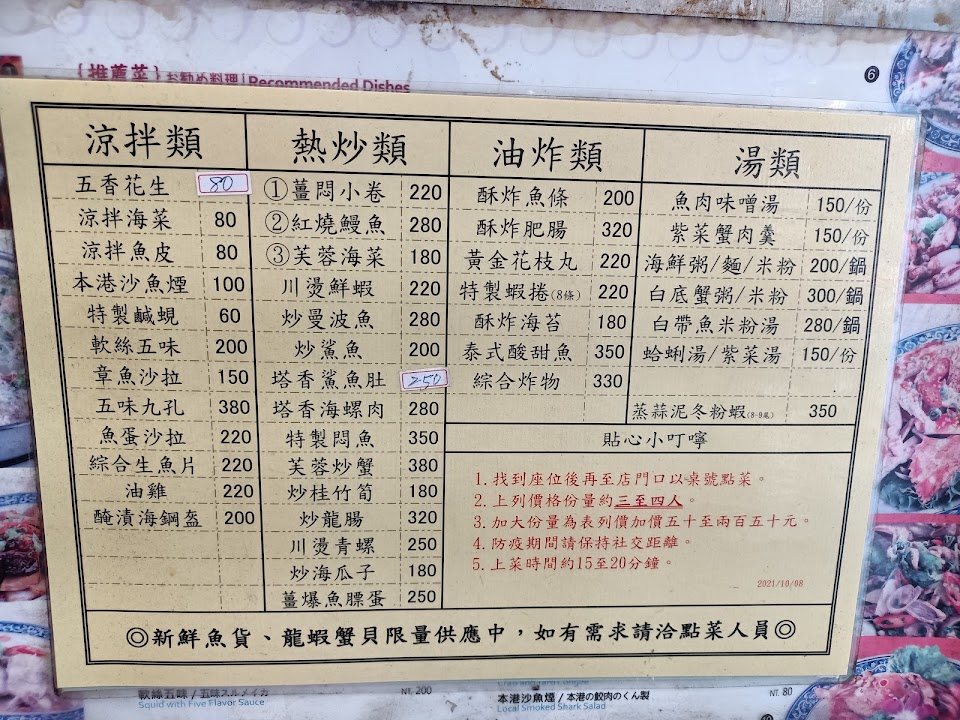 {推薦菜} お勧め料理 | Recommended Dishes
6
涼拌類
五香花生 80
涼拌海菜 80
涼拌魚皮 80
本港沙魚煙 100
特製鹹蜆 60
軟絲五味 200
章魚沙拉 150
五味九孔 380
魚蛋沙拉 220
綜合生魚片 220
油雞 220
醃漬海鋼盔 200
熱炒類
①薑悶小卷 220
②紅燒鰻魚 280
③芙蓉海菜 180
川燙鮮蝦 220
炒曼波魚 280
炒鯊魚 200
塔香鯊魚肚 250
塔香海螺肉 280
特製悶魚 350
芙蓉炒蟹 380
炒桂竹筍 180
炒龍腸 320
川燙青螺 250
炒海瓜子 180
薑爆魚膘蛋 250
油炸類
酥炸魚條 200
酥炸肥腸 320
黃金花枝丸 220
特製蝦捲(8條) 220
酥炸海苔 180
泰式酸甜魚 350
綜合炸物 330
湯類
魚肉味噌湯 150/份
紫菜蟹肉羹 150/份
海鮮粥/麵/米粉 200/鍋
白底蟹粥/米粉 300/鍋
白帶魚米粉湯 280/鍋
蛤蜊湯/紫菜湯 150/份
蒸蒜泥冬粉蝦(8-9尾) 350
貼心小叮嚀
1. 找到座位後再至店門口以桌號點菜。
2. 上列價格份量約三至四人。
3. 加大份量為表列價加價五十至兩百五十元。
4. 防疫期間請保持社交距離。
5. 上菜時間約15至20分鐘。
2021/10/08
◎新鮮魚貨、龍蝦蟹貝限量供應中，如有需求請洽點菜人員◎
軟絲五味 / 五味スルメイカ NT. 200
Squid with Five Flavor Sauce
本港沙魚煙 / 本港の鮫肉のくん製 NT. 80
Local Smoked Shark Salad